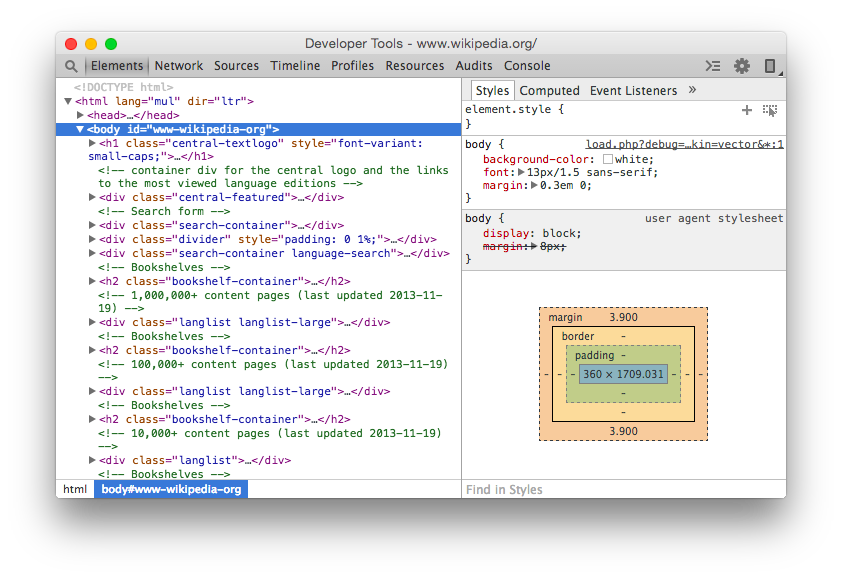 Developer Tools - www.wikipedia.org/
Elements Network Sources Timeline Profiles Resources Audits Console
<!DOCTYPE html>
▼<html lang="mul" dir="ltr">
▶<head>…</head>
▼<body id="www-wikipedia-org">
▶<h1 class="central-textlogo" style="font-variant:
small-caps;">…</h1>
<!-- container div for the central logo and the links
to the most viewed language editions -->
▶<div class="central-featured">…</div>
<!-- Search form -->
▶<div class="search-container">…</div>
▶<div class="divider" style="padding: 0 1%;">…</div>
▶<div class="search-container language-search">…</div>
<!-- Bookshelves -->
▶<h2 class="bookshelf-container">…</h2>
<!-- 1,000,000+ content pages (last updated 2013-11-
19) -->
▶<div class="langlist langlist-large">…</div>
<!-- Bookshelves -->
▶<h2 class="bookshelf-container">…</h2>
<!-- 100,000+ content pages (last updated 2013-11-19)
-->
▶<div class="langlist langlist-large">…</div>
<!-- Bookshelves -->
▶<h2 class="bookshelf-container">…</h2>
<!-- 10,000+ content pages (last updated 2013-11-19)
-->
▶<div class="langlist">…</div>
<!-- Bookshelves -->
html body#www-wikipedia-org
Styles Computed Event Listeners »
element.style {
}
body { load.php?debug=…kin=vector&*:1
background-color: white;
font:▶13px/1.5 sans-serif;
margin:▶0.3em 0;
}
body { user agent stylesheet
display: block;
margin:▶8px;
}
margin 3.900
border -
padding -
- - - 360 × 1709.031 - - -
-
-
3.900
Find in Styles